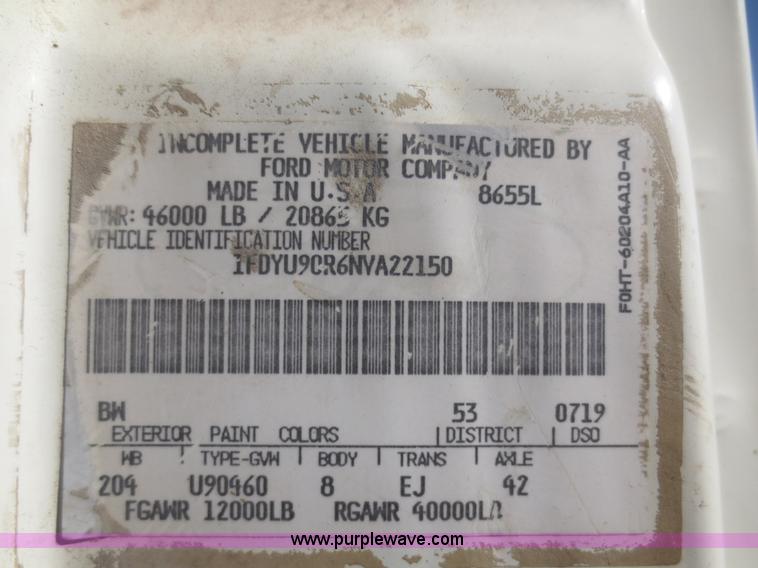 INCOMPLETE VEHICLE MANUFACTURED BY
FORD MOTOR COMPANY
MADE IN U.S.A 8655L
GVWR: 46000 LB / 20865 KG
VEHICLE IDENTIFICATION NUMBER
1FDYU90R6NVA22150
F0HT-60204A10-AA
BW 53 0719
EXTERIOR PAINT COLORS | DISTRICT | DSO
WB | TYPE-GVW | BODY | TRANS | AXLE
204 U90460 8 EJ 42
FGAWR 12000LB RGAWR 40000LB
www.purplewave.com